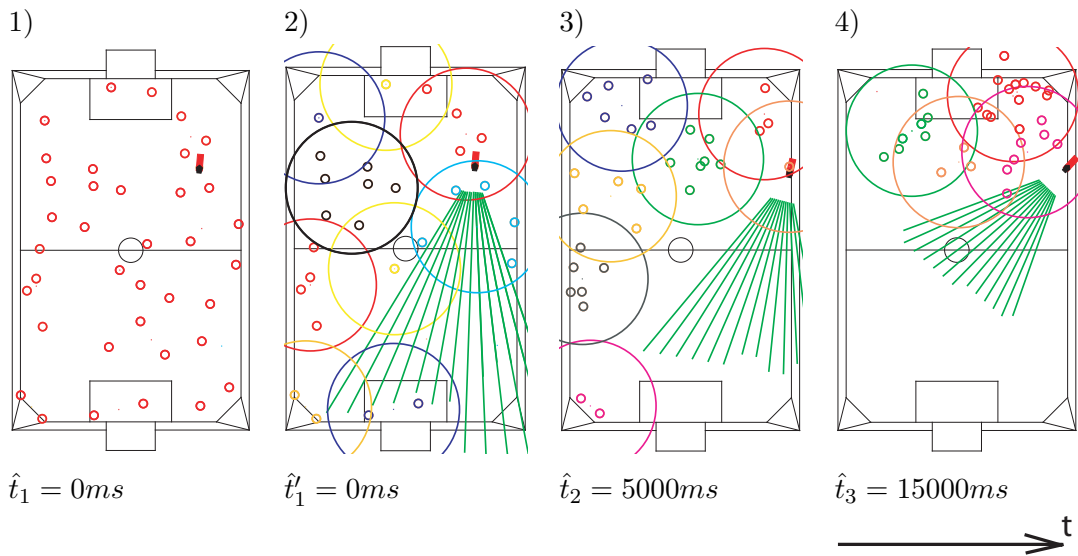 1) 2) 3) 4)
t̂₁ = 0ms t̂′₁ = 0ms t̂₂ = 5000ms t̂₃ = 15000ms
t